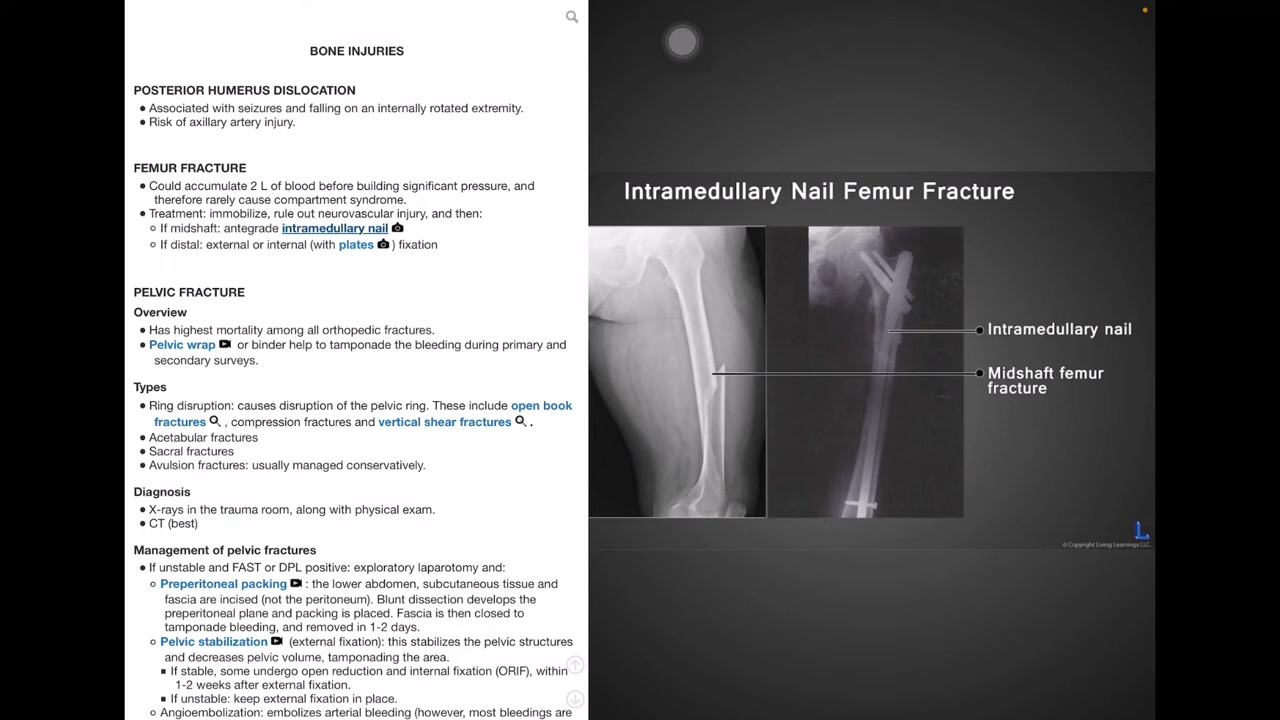 BONE INJURIES
POSTERIOR HUMERUS DISLOCATION
● Associated with seizures and falling on an internally rotated extremity.
● Risk of axillary artery injury.
FEMUR FRACTURE
● Could accumulate 2 L of blood before building significant pressure, and
therefore rarely cause compartment syndrome.
● Treatment: immobilize, rule out neurovascular injury, and then:
○ If midshaft: antegrade intramedullary nail
○ If distal: external or internal (with plates ) fixation
PELVIC FRACTURE
Overview
● Has highest mortality among all orthopedic fractures.
● Pelvic wrap or binder help to tamponade the bleeding during primary and
secondary surveys.
Types
● Ring disruption: causes disruption of the pelvic ring. These include open book
fractures , compression fractures and vertical shear fractures .
● Acetabular fractures
● Sacral fractures
● Avulsion fractures: usually managed conservatively.
Diagnosis
● X-rays in the trauma room, along with physical exam.
● CT (best)
Management of pelvic fractures
● If unstable and FAST or DPL positive: exploratory laparotomy and:
○ Preperitoneal packing : the lower abdomen, subcutaneous tissue and
fascia are incised (not the peritoneum). Blunt dissection develops the
preperitoneal plane and packing is placed. Fascia is then closed to
tamponade bleeding, and removed in 1-2 days.
○ Pelvic stabilization (external fixation): this stabilizes the pelvic structures
and decreases pelvic volume, tamponading the area.
■ If stable, some undergo open reduction and internal fixation (ORIF), within
1-2 weeks after external fixation.
■ If unstable: keep external fixation in place.
○ Angioembolization: embolizes arterial bleeding (however, most bleedings are
Intramedullary Nail Femur Fracture
Intramedullary nail
Midshaft femur
fracture
L
© Copyright Living Learnings LLC.